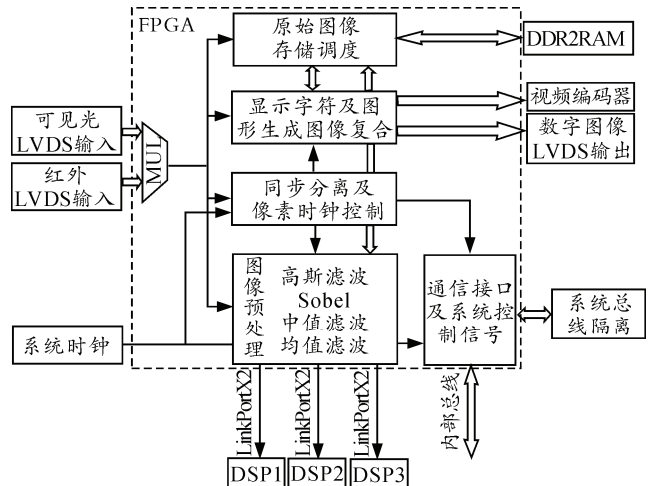 FPGA
原始图像
存储调度
DDR2RAM
显示字符及图
形生成图像复合
视频编码器
数字图像
LVDS输出
可见光
LVDS输入
MUL
红外
LVDS输入
同步分离及
像素时钟控制
图像预处理
高斯滤波
Sobel
中值滤波
均值滤波
通信接口
及系统控
制信号
系统总
线隔离
系统时钟
LinkPortX2
LinkPortX2
LinkPortX2
内部总线
DSP1
DSP2
DSP3